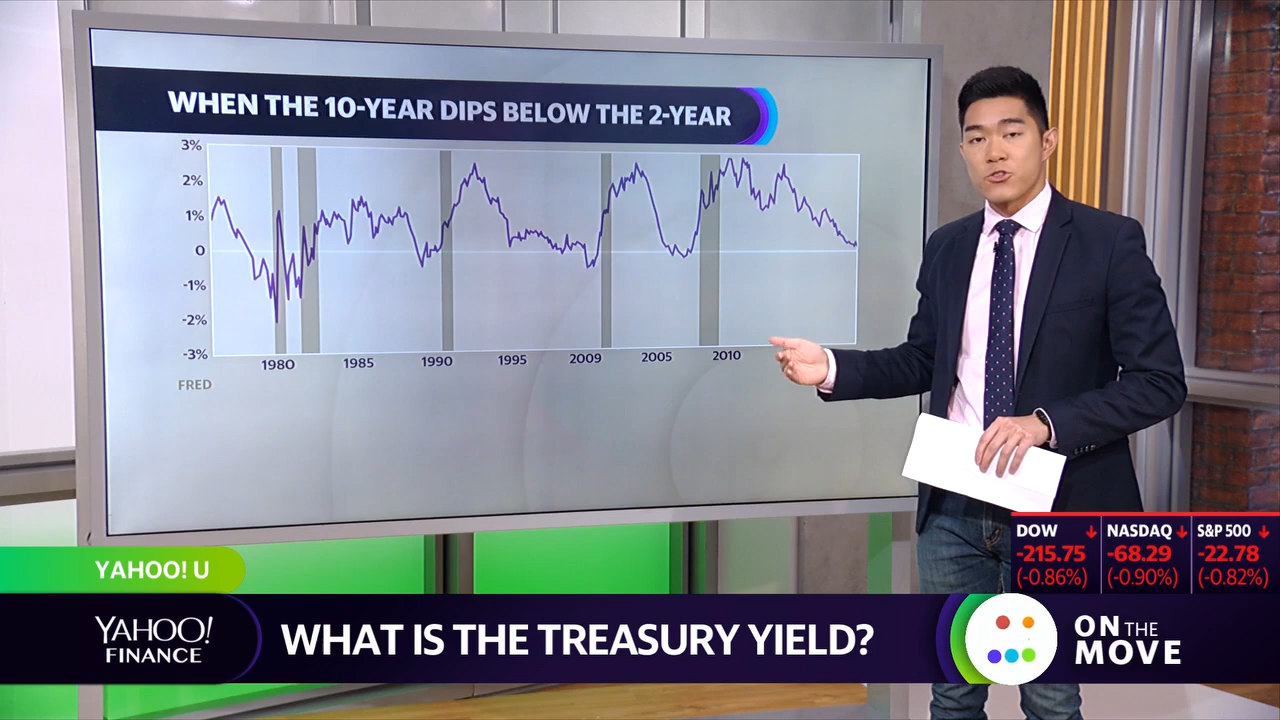 WHEN THE 10-YEAR DIPS BELOW THE 2-YEAR
3%
2%
1%
0
-1%
-2%
-3%
1980 1985 1990 1995 2009 2005 2010
FRED
YAHOO! U
YAHOO!
FINANCE
WHAT IS THE TREASURY YIELD?
ON THE
MOVE
DOW NASDAQ S&P 500
-215.75 -68.29 -22.78
(-0.86%) (-0.90%) (-0.82%)